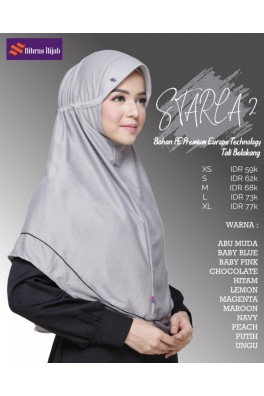 Nibras Hijab
STARLA 2
Bahan PE Premium Europe Technology
Tali Belakang
XS IDR 59k
S IDR 62k
M IDR 68k
L IDR 73k
XL IDR 77k
WARNA :
ABU MUDA
BABY BLUE
BABY PINK
CHOCOLATE
HITAM
LEMON
MAGENTA
MAROON
NAVY
PEACH
PUTIH
UNGU